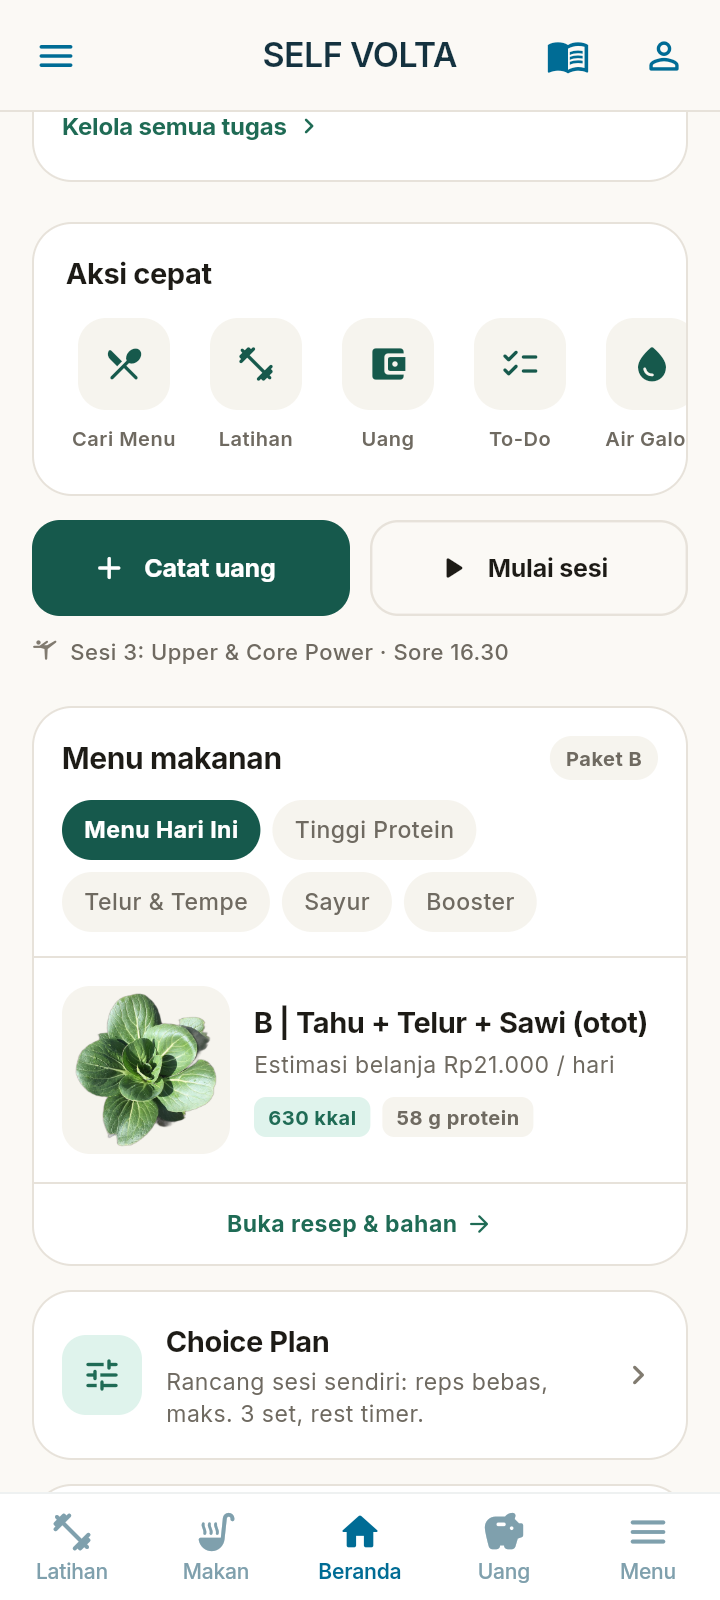 SELF VOLTA
Kelola semua tugas
Aksi cepat
Cari Menu
Latihan
Uang
To-Do
Air Galo
Catat uang
Mulai sesi
Sesi 3: Upper & Core Power · Sore 16.30
Menu makanan
Paket B
Menu Hari Ini
Tinggi Protein
Telur & Tempe
Sayur
Booster
B | Tahu + Telur + Sawi (otot)
Estimasi belanja Rp21.000 / hari
630 kkal
58 g protein
Buka resep & bahan
Choice Plan
Rancang sesi sendiri: reps bebas,
maks. 3 set, rest timer.
Latihan
Makan
Beranda
Uang
Menu